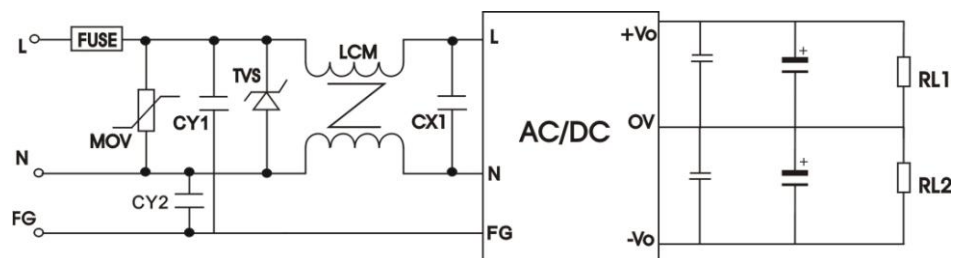 L
FUSE
LCM
L
+Vo
+
TVS
MOV
CY1
CX1
AC/DC
RL1
OV
N
N
+
CY2
RL2
FG
FG
-Vo